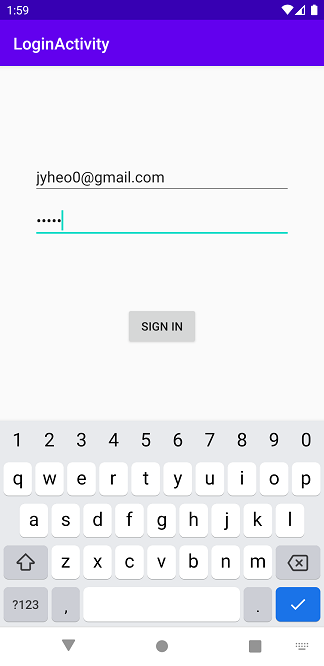 1:59
LoginActivity
jyheo0@gmail.com
•••••
SIGN IN
1 2 3 4 5 6 7 8 9 0
q w e r t y u i o p
a s d f g h j k l
z x c v b n m
?123 , .